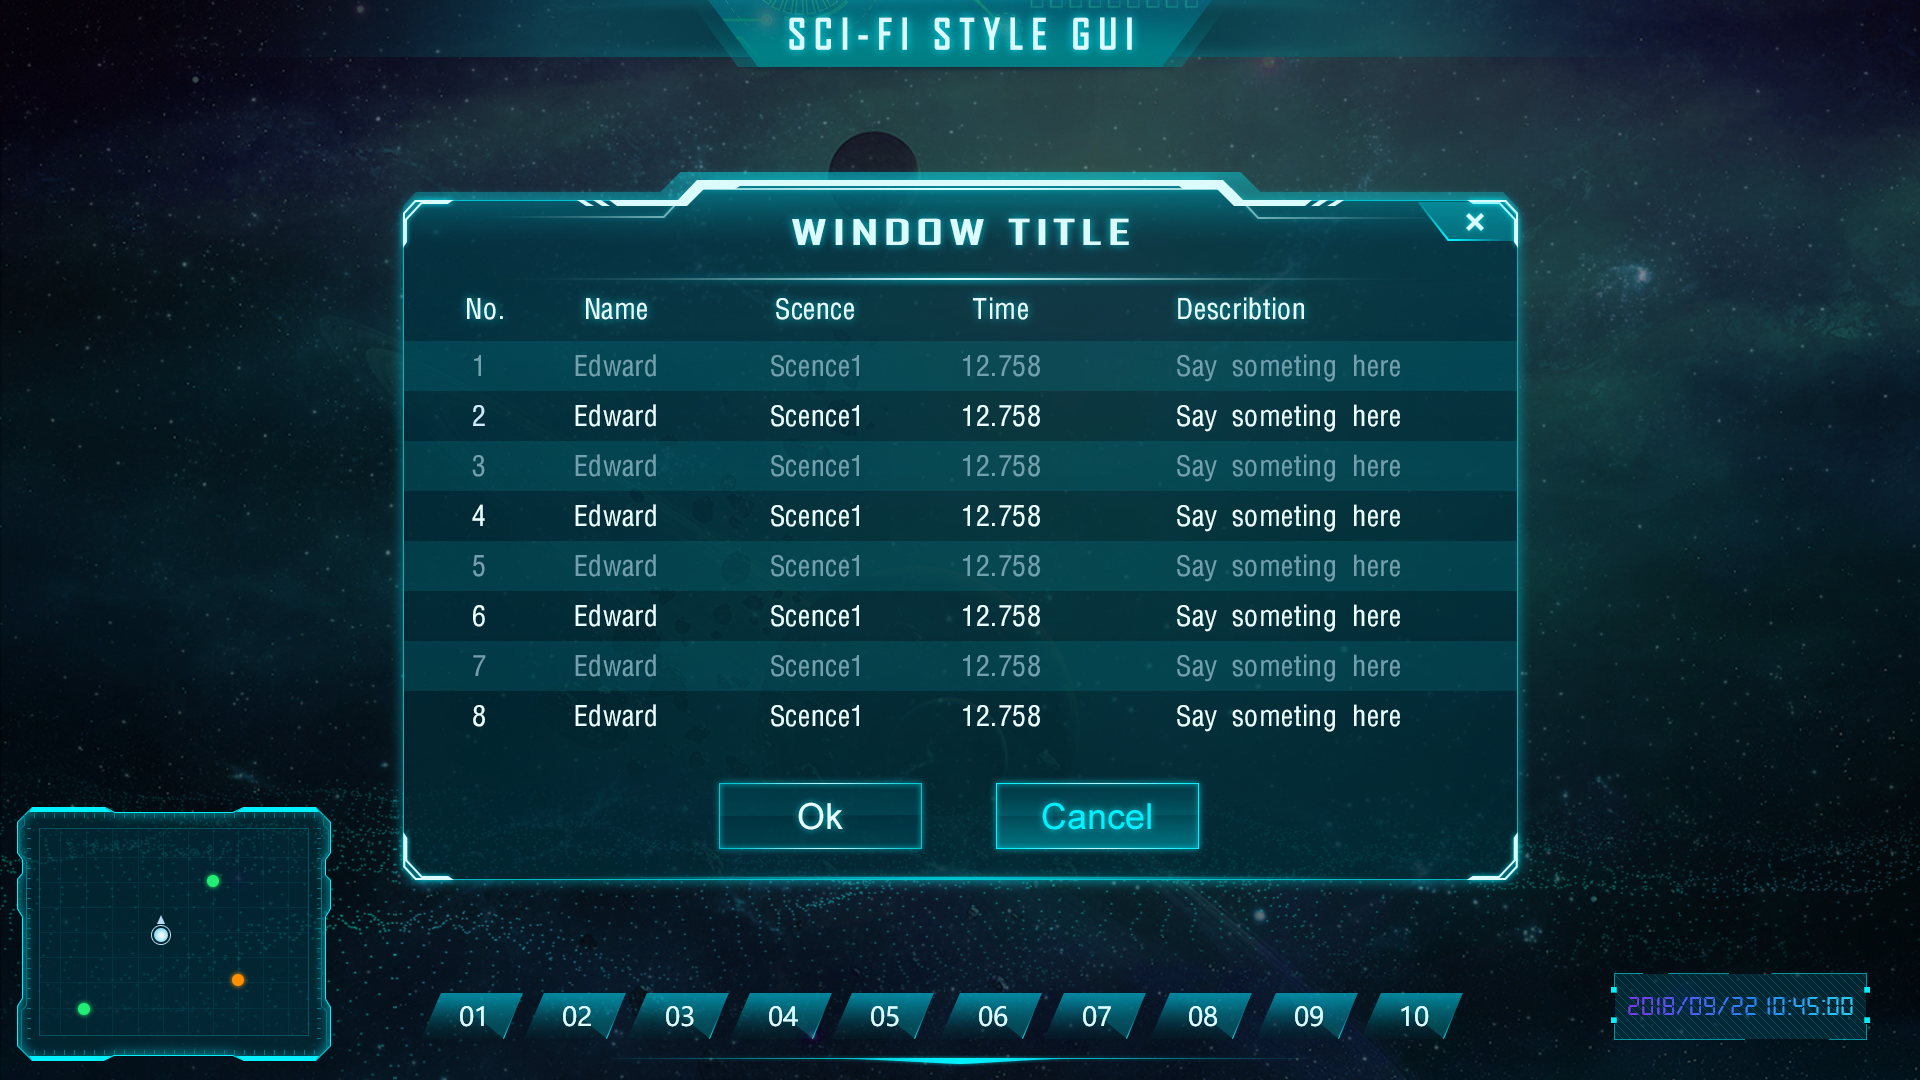 SCI-FI STYLE GUI
WINDOW TITLE
×
No. Name Scence Time Describtion
1 Edward Scence1 12.758 Say someting here
2 Edward Scence1 12.758 Say someting here
3 Edward Scence1 12.758 Say someting here
4 Edward Scence1 12.758 Say someting here
5 Edward Scence1 12.758 Say someting here
6 Edward Scence1 12.758 Say someting here
7 Edward Scence1 12.758 Say someting here
8 Edward Scence1 12.758 Say someting here
Ok Cancel
01 02 03 04 05 06 07 08 09 10
2018/09/22 10:45:00